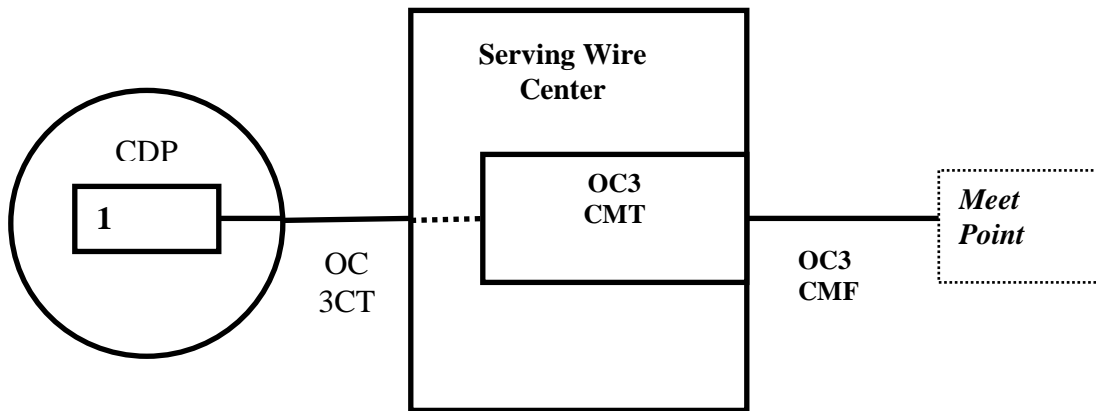 Serving Wire
Center
CDP
1
OC3
CMT
Meet
Point
OC
3CT
OC3
CMF